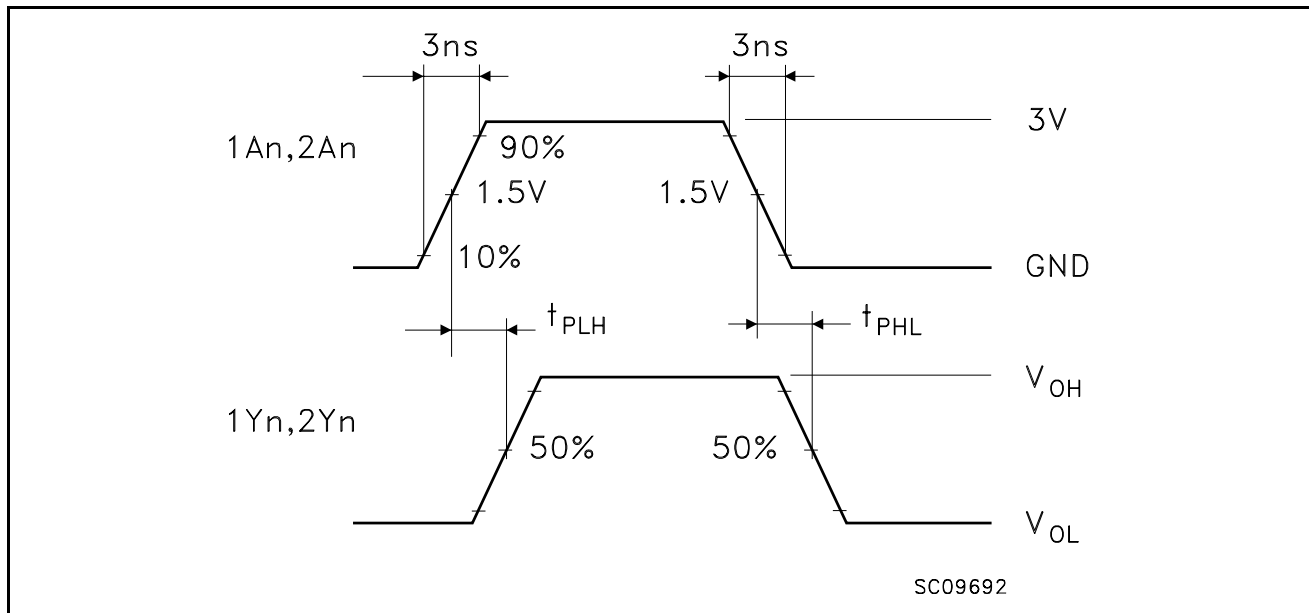 3ns 3ns
3V
1An,2An 90%
1.5V 1.5V
10%
GND
tPLH tPHL
VOH
1Yn,2Yn
50% 50%
VOL
SC09692